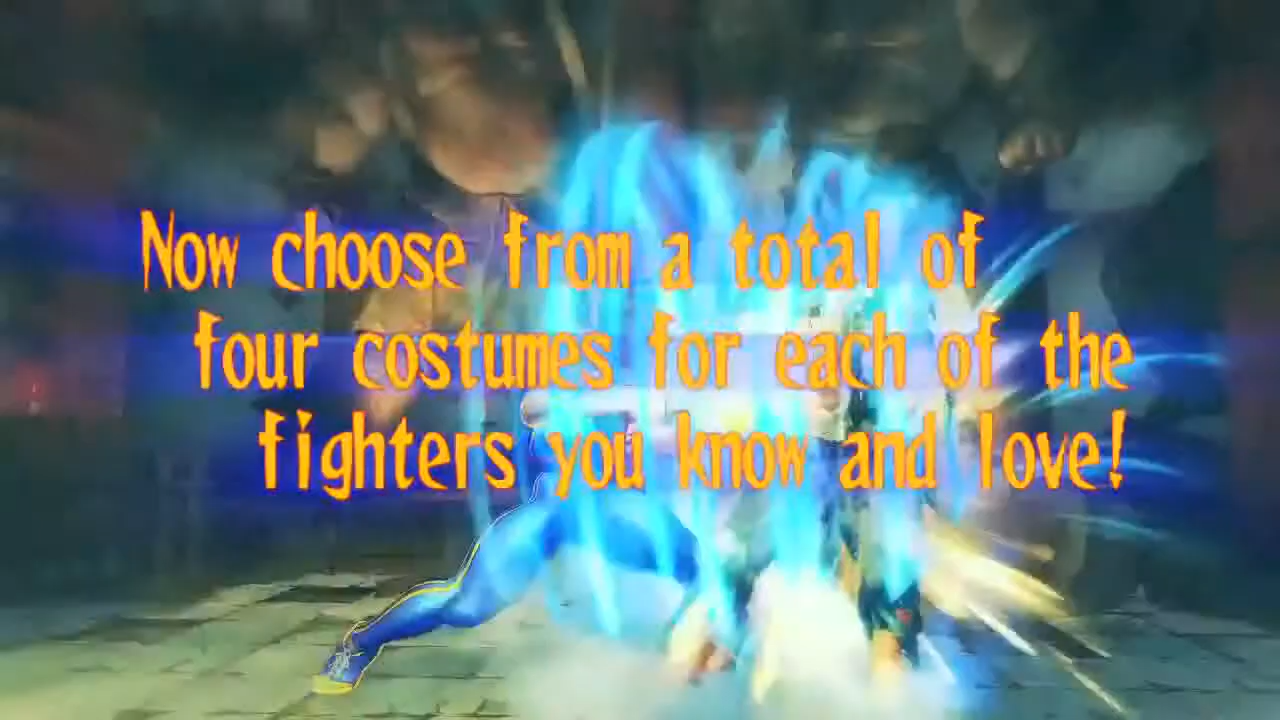 Now choose from a total of
four costumes for each of the
fighters you know and love!